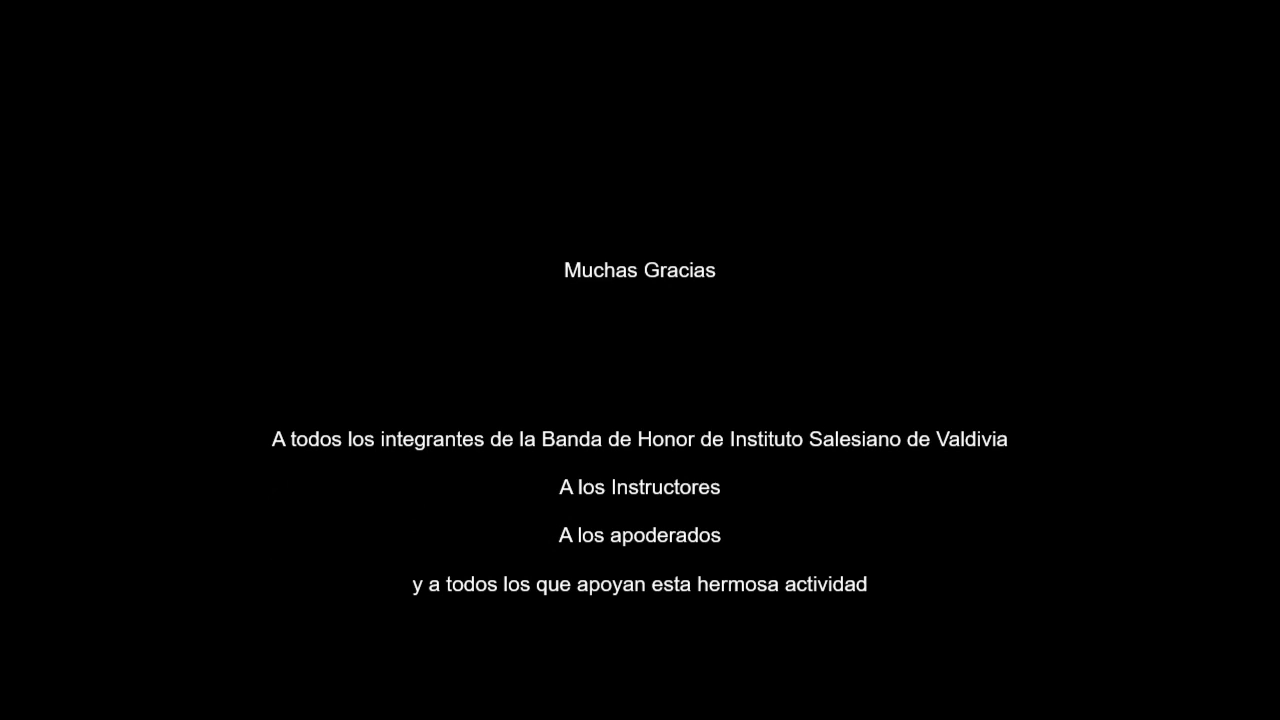 Muchas Gracias
A todos los integrantes de la Banda de Honor de Instituto Salesiano de Valdivia
A los Instructores
A los apoderados
y a todos los que apoyan esta hermosa actividad